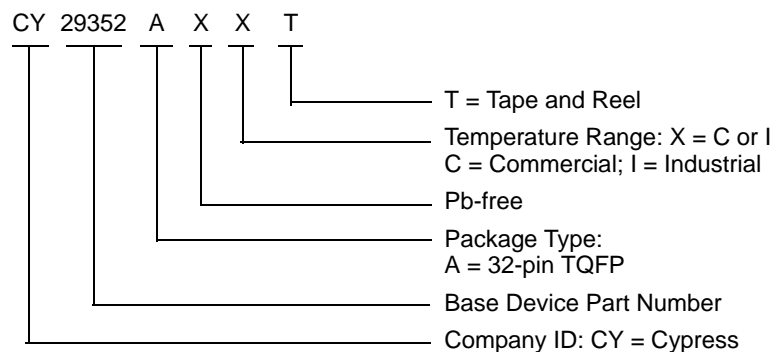 CY 29352 A X X T
T = Tape and Reel
Temperature Range: X = C or I
C = Commercial; I = Industrial
Pb-free
Package Type:
A = 32-pin TQFP
Base Device Part Number
Company ID: CY = Cypress